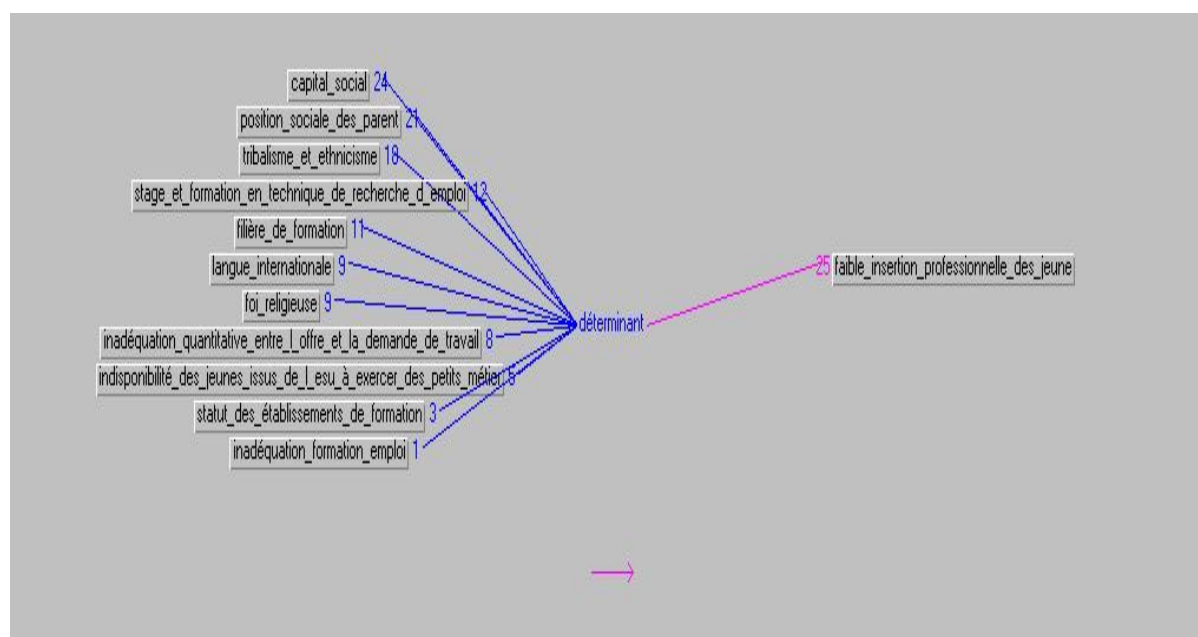 capital_social 24
position_sociale_des_parent 21
tribalisme_et_ethnicisme 18
stage_et_formation_en_technique_de_recherche_d_emploi 12
filière_de_formation 11
langue_internationale 9
25 faible_insertion_professionnelle_des_jeune
foi_religieuse 9
déterminant
inadéquation_quantitative_entre_l_offre_et_la_demande_de_travail 8
indisponibilité_des_jeunes_issus_de_l_esu_à_exercer_des_petits_métier
statut_des_établissements_de_formation 3
inadéquation_formation_emploi 1